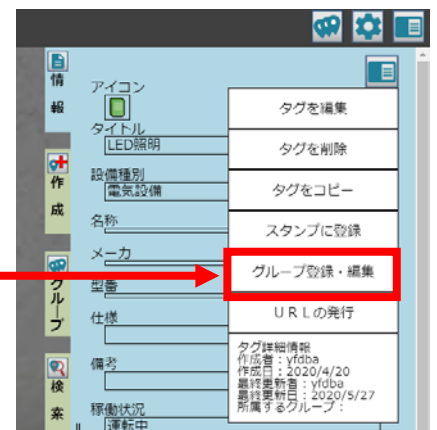 情報
作成
グループ
検索
アイコン
タイトル
LED照明
設備種別
電気設備
名称
メーカ
型番
仕様
備考
稼働状況
運転中
タグを編集
タグを削除
タグをコピー
スタンプに登録
グループ登録・編集
ＵＲＬの発行
タグ詳細情報
作成者：yfdba
作成日：2020/4/20
最終更新者：yfdba
最終更新日：2020/5/27
所属するグループ：